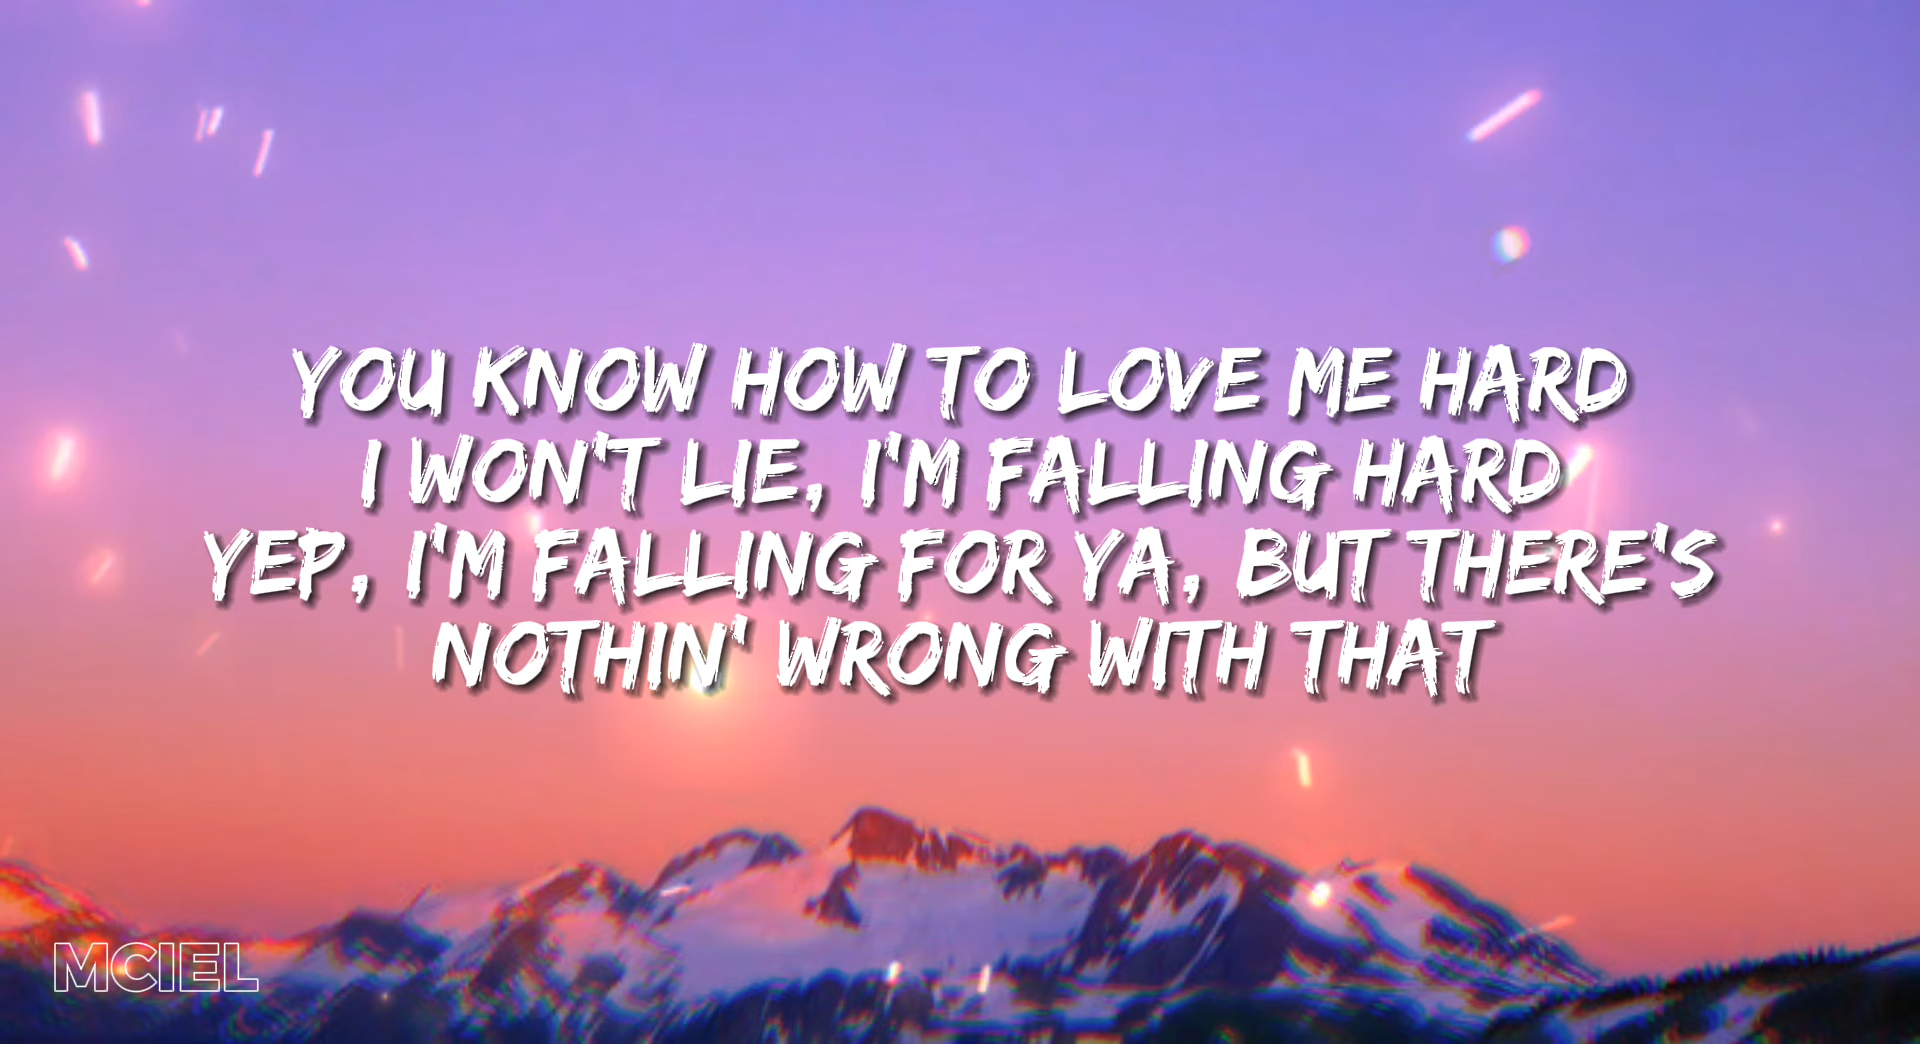 YOU KNOW HOW TO LOVE ME HARD
I WON'T LIE, I'M FALLING HARD
YEP, I'M FALLING FOR YA, BUT THERE'S
NOTHIN' WRONG WITH THAT
MCIEL